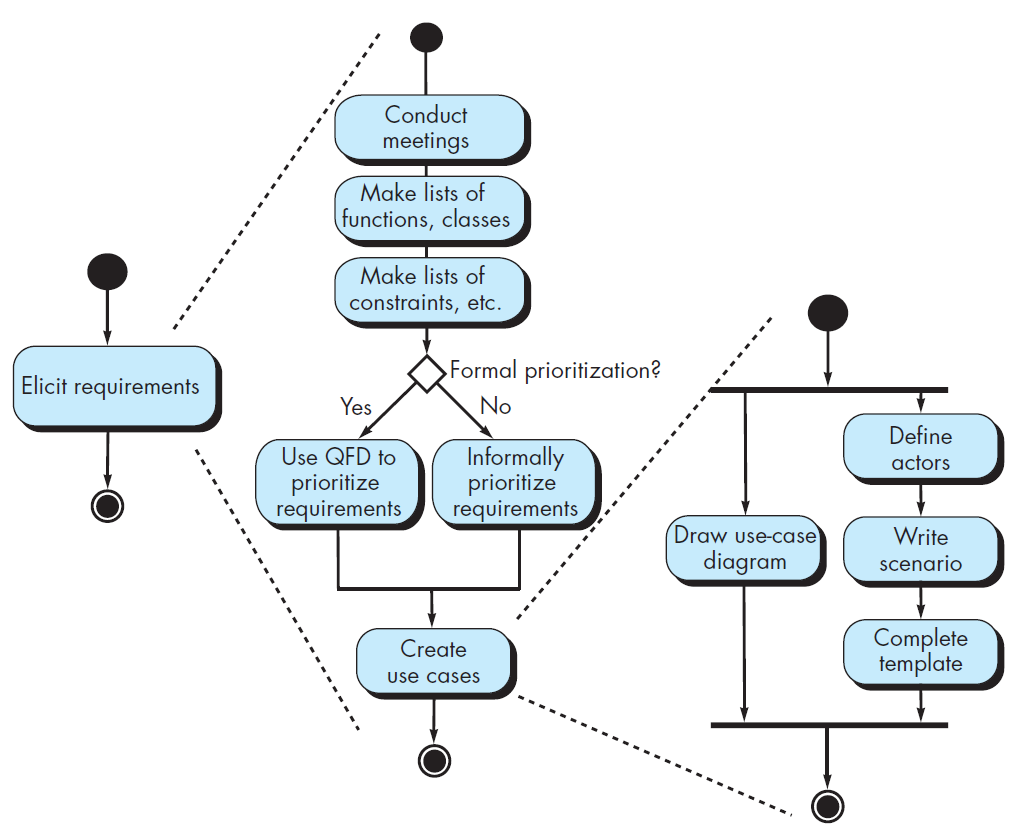 Elicit requirements
Conduct
meetings
Make lists of
functions, classes
Make lists of
constraints, etc.
Formal prioritization?
Yes
No
Use QFD to
prioritize
requirements
Informally
prioritize
requirements
Create
use cases
Draw use-case
diagram
Define
actors
Write
scenario
Complete
template